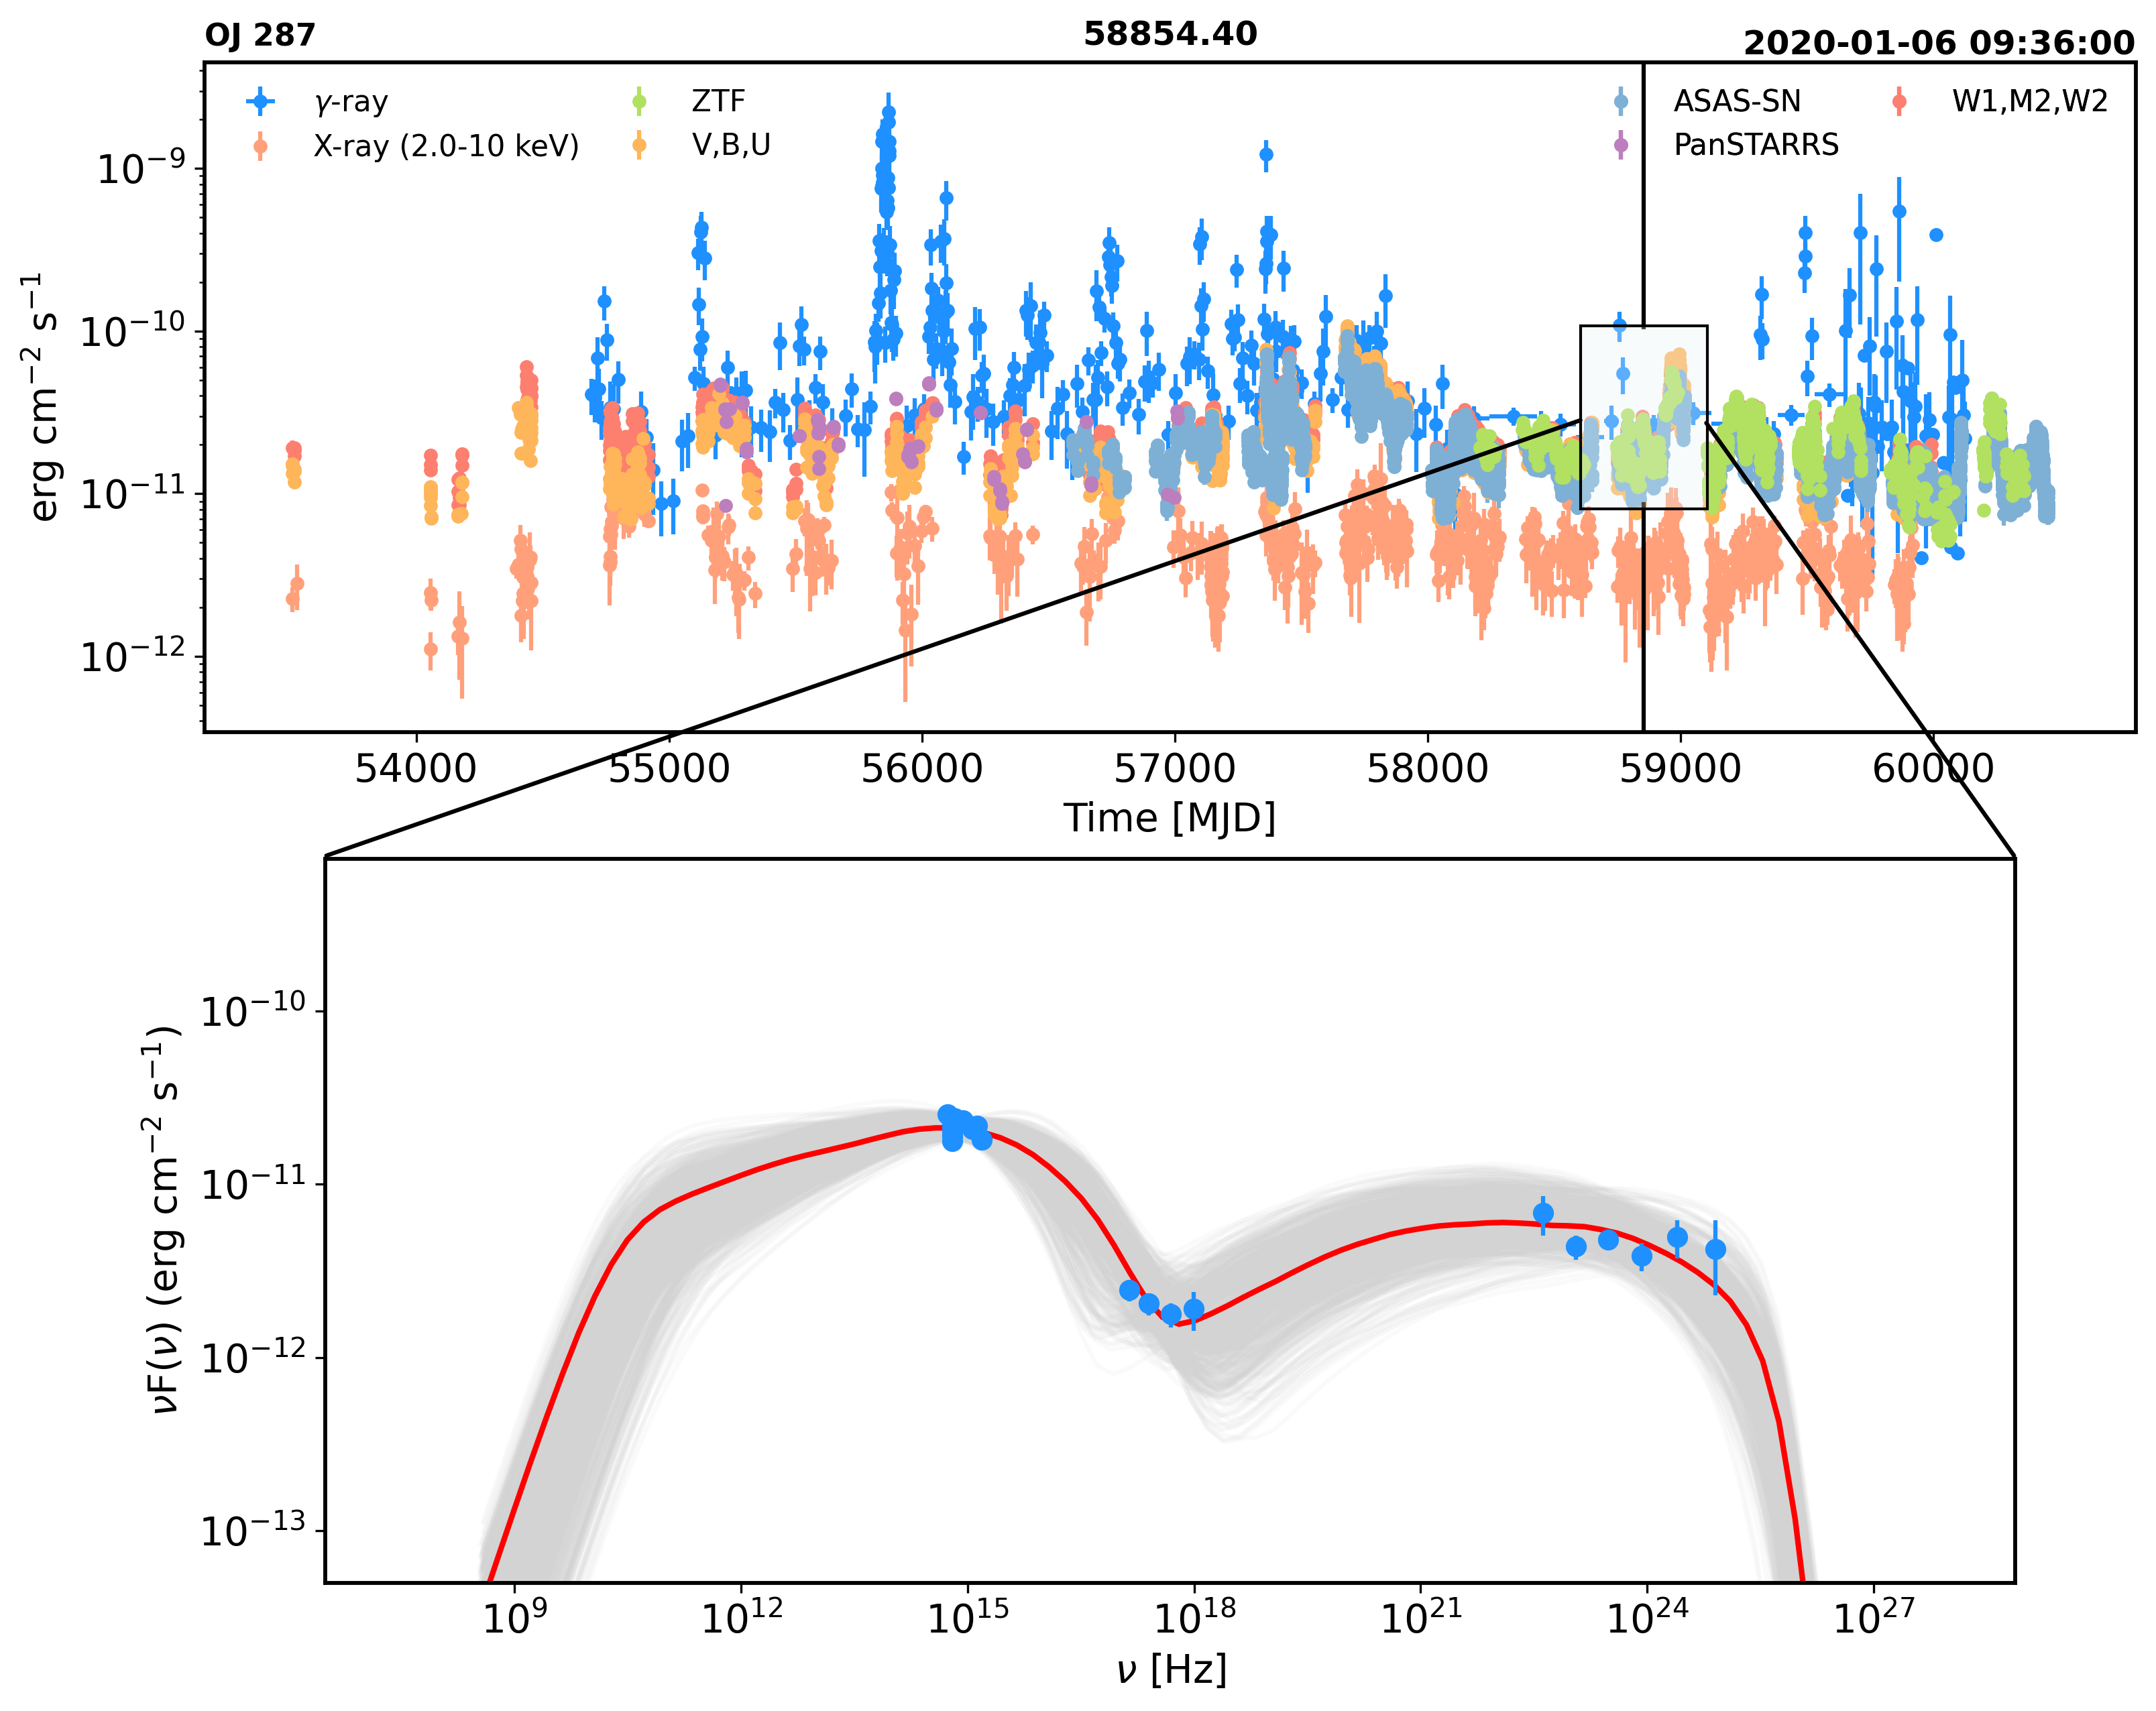 OJ 287 58854.40 2020-01-06 09:36:00
γ-ray ZTF ASAS-SN W1,M2,W2
X-ray (2.0-10 keV) V,B,U PanSTARRS
10⁻⁹
10⁻¹⁰
10⁻¹¹
10⁻¹²
erg cm⁻² s⁻¹
54000 55000 56000 57000 58000 59000 60000
Time [MJD]
10⁻¹⁰
10⁻¹¹
10⁻¹²
10⁻¹³
νF(ν) (erg cm⁻² s⁻¹)
10⁹ 10¹² 10¹⁵ 10¹⁸ 10²¹ 10²⁴ 10²⁷
ν [Hz]